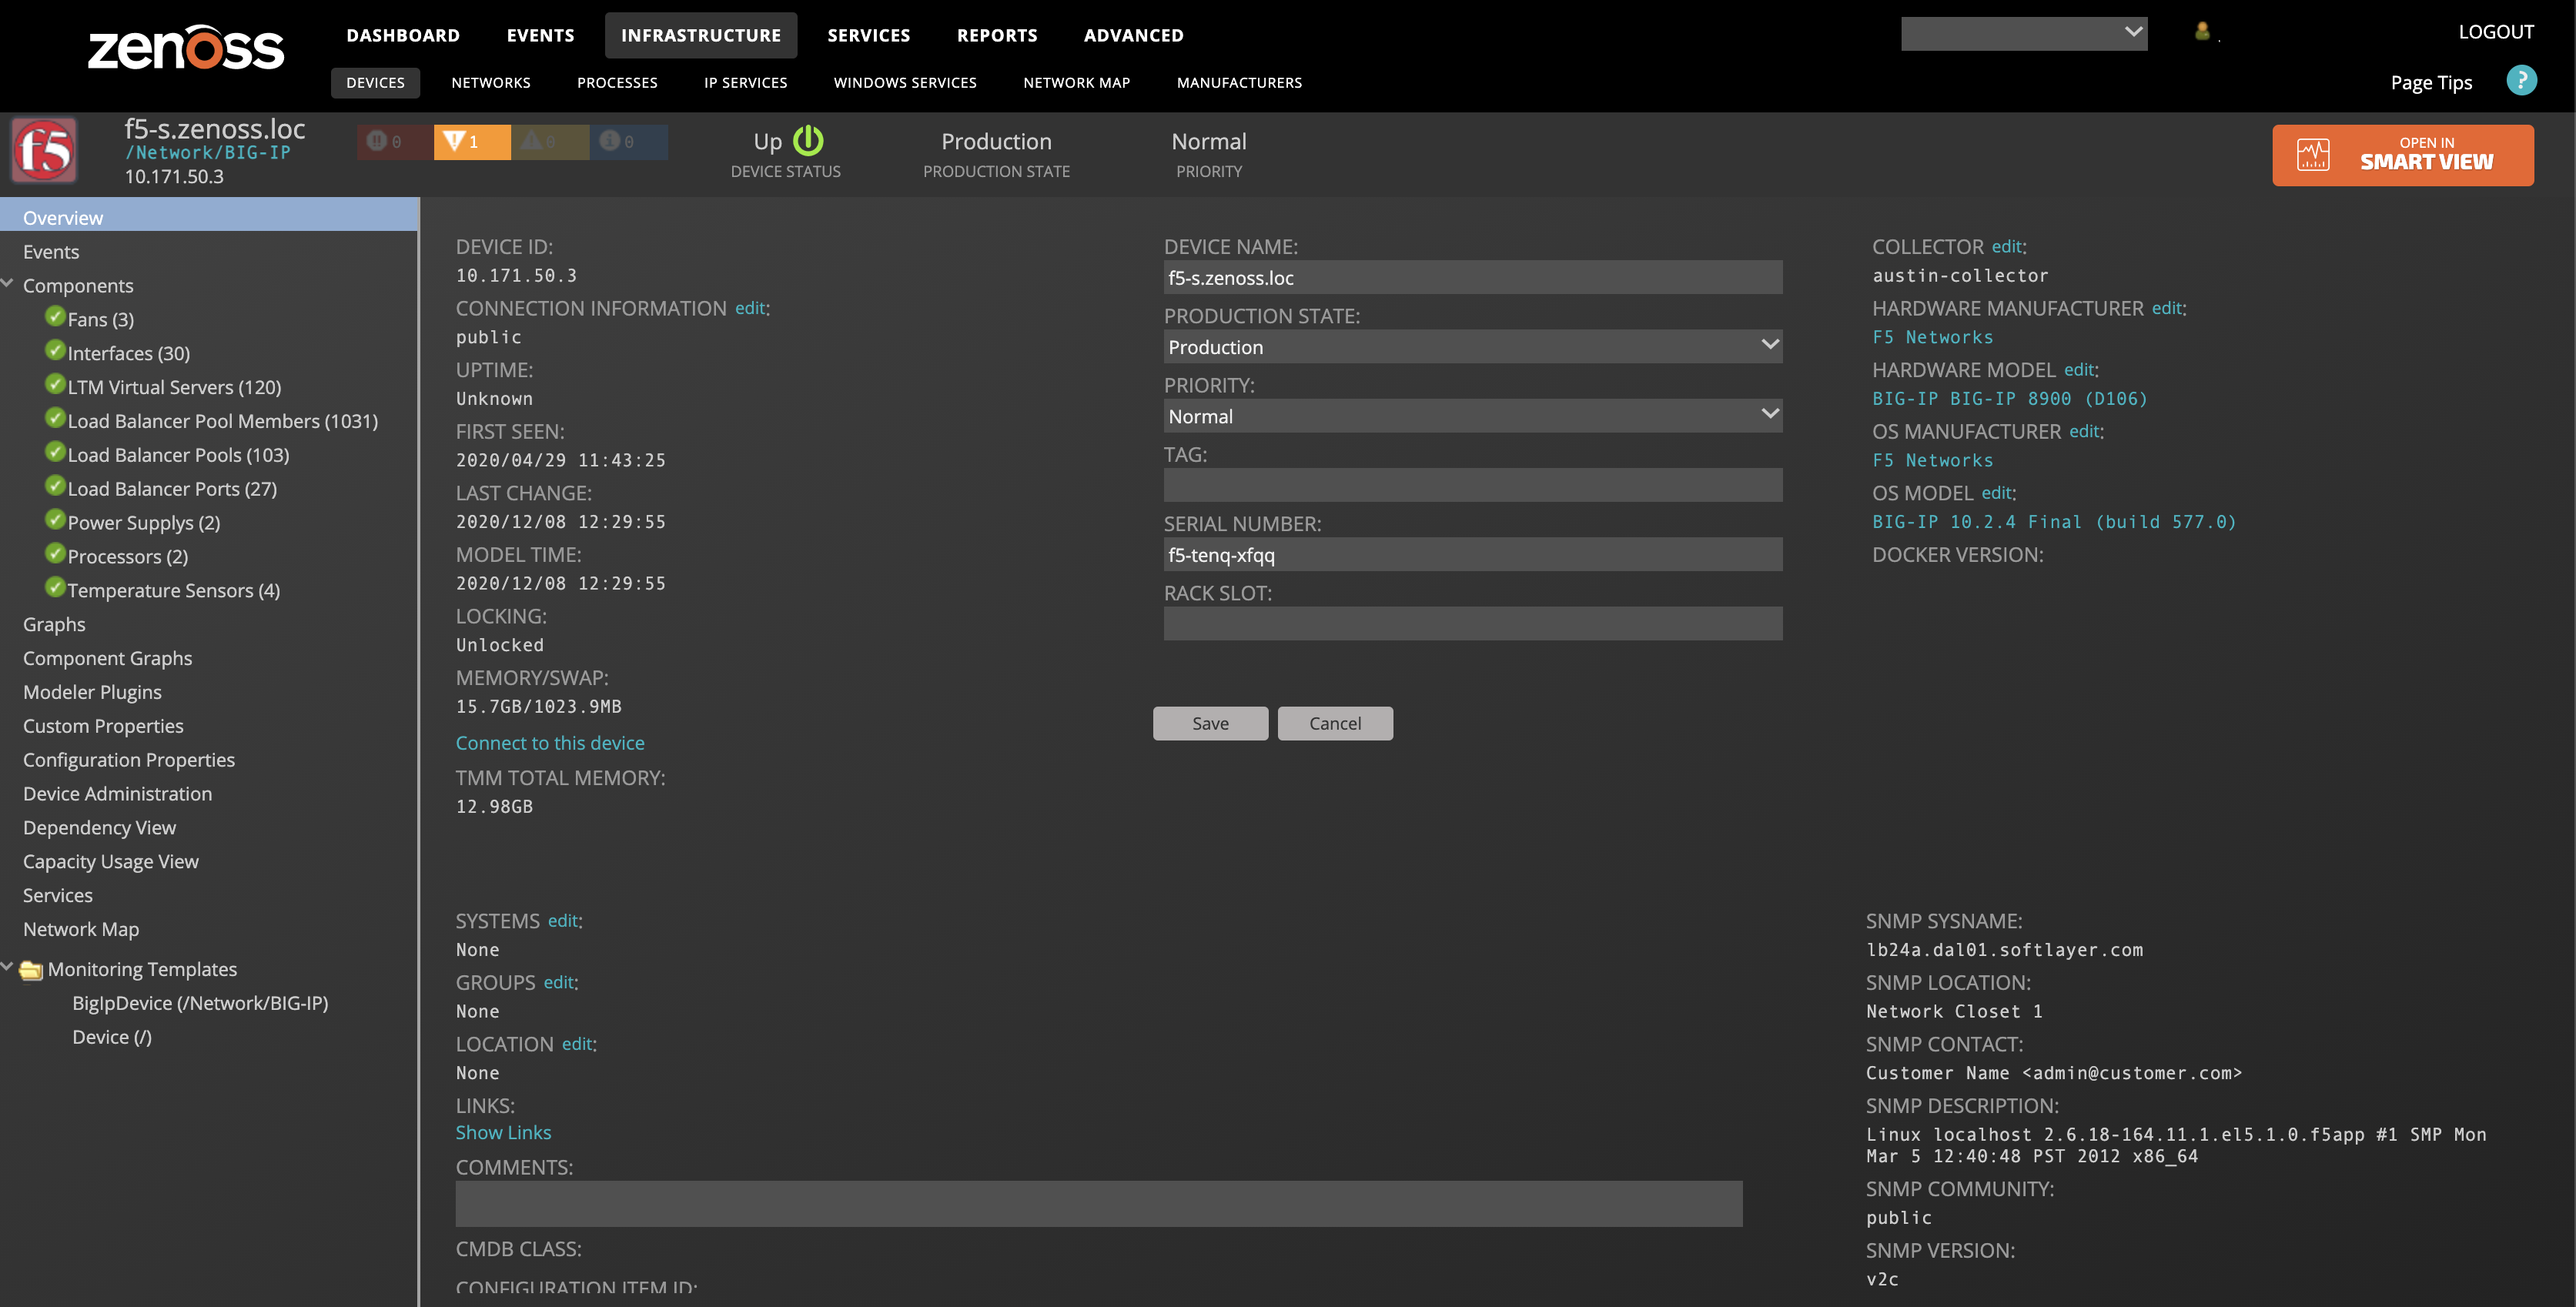 zenoss
DASHBOARD EVENTS INFRASTRUCTURE SERVICES REPORTS ADVANCED
LOGOUT
DEVICES NETWORKS PROCESSES IP SERVICES WINDOWS SERVICES NETWORK MAP MANUFACTURERS
Page Tips ?
f5
f5-s.zenoss.loc
/Network/BIG-IP
10.171.50.3
0 1 0 0
Up
DEVICE STATUS
Production
PRODUCTION STATE
Normal
PRIORITY
OPEN IN
SMART VIEW
Overview
Events
Components
Fans (3)
Interfaces (30)
LTM Virtual Servers (120)
Load Balancer Pool Members (1031)
Load Balancer Pools (103)
Load Balancer Ports (27)
Power Supplys (2)
Processors (2)
Temperature Sensors (4)
Graphs
Component Graphs
Modeler Plugins
Custom Properties
Configuration Properties
Device Administration
Dependency View
Capacity Usage View
Services
Network Map
Monitoring Templates
BigIpDevice (/Network/BIG-IP)
Device (/)
DEVICE ID:
10.171.50.3
CONNECTION INFORMATION edit:
public
UPTIME:
Unknown
FIRST SEEN:
2020/04/29 11:43:25
LAST CHANGE:
2020/12/08 12:29:55
MODEL TIME:
2020/12/08 12:29:55
LOCKING:
Unlocked
MEMORY/SWAP:
15.7GB/1023.9MB
Connect to this device
TMM TOTAL MEMORY:
12.98GB
DEVICE NAME:
f5-s.zenoss.loc
PRODUCTION STATE:
Production
PRIORITY:
Normal
TAG:
SERIAL NUMBER:
f5-tenq-xfqq
RACK SLOT:
Save Cancel
COLLECTOR edit:
austin-collector
HARDWARE MANUFACTURER edit:
F5 Networks
HARDWARE MODEL edit:
BIG-IP BIG-IP 8900 (D106)
OS MANUFACTURER edit:
F5 Networks
OS MODEL edit:
BIG-IP 10.2.4 Final (build 577.0)
DOCKER VERSION:
SYSTEMS edit:
None
GROUPS edit:
None
LOCATION edit:
None
LINKS:
Show Links
COMMENTS:
CMDB CLASS:
CONFIGURATION ITEM ID:
SNMP SYSNAME:
lb24a.dal01.softlayer.com
SNMP LOCATION:
Network Closet 1
SNMP CONTACT:
Customer Name <admin@customer.com>
SNMP DESCRIPTION:
Linux localhost 2.6.18-164.11.1.el5.1.0.f5app #1 SMP Mon
Mar 5 12:40:48 PST 2012 x86_64
SNMP COMMUNITY:
public
SNMP VERSION:
v2c